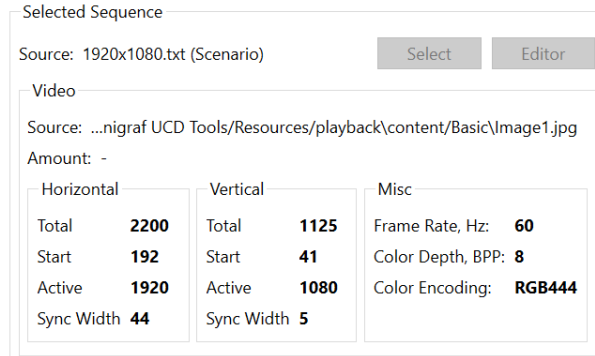 Selected Sequence
Source: 1920x1080.txt (Scenario) Select Editor
Video
Source: ...nigraf UCD Tools/Resources/playback\content/Basic\Image1.jpg
Amount: -
Horizontal
Total 2200
Start 192
Active 1920
Sync Width 44
Vertical
Total 1125
Start 41
Active 1080
Sync Width 5
Misc
Frame Rate, Hz: 60
Color Depth, BPP: 8
Color Encoding: RGB444